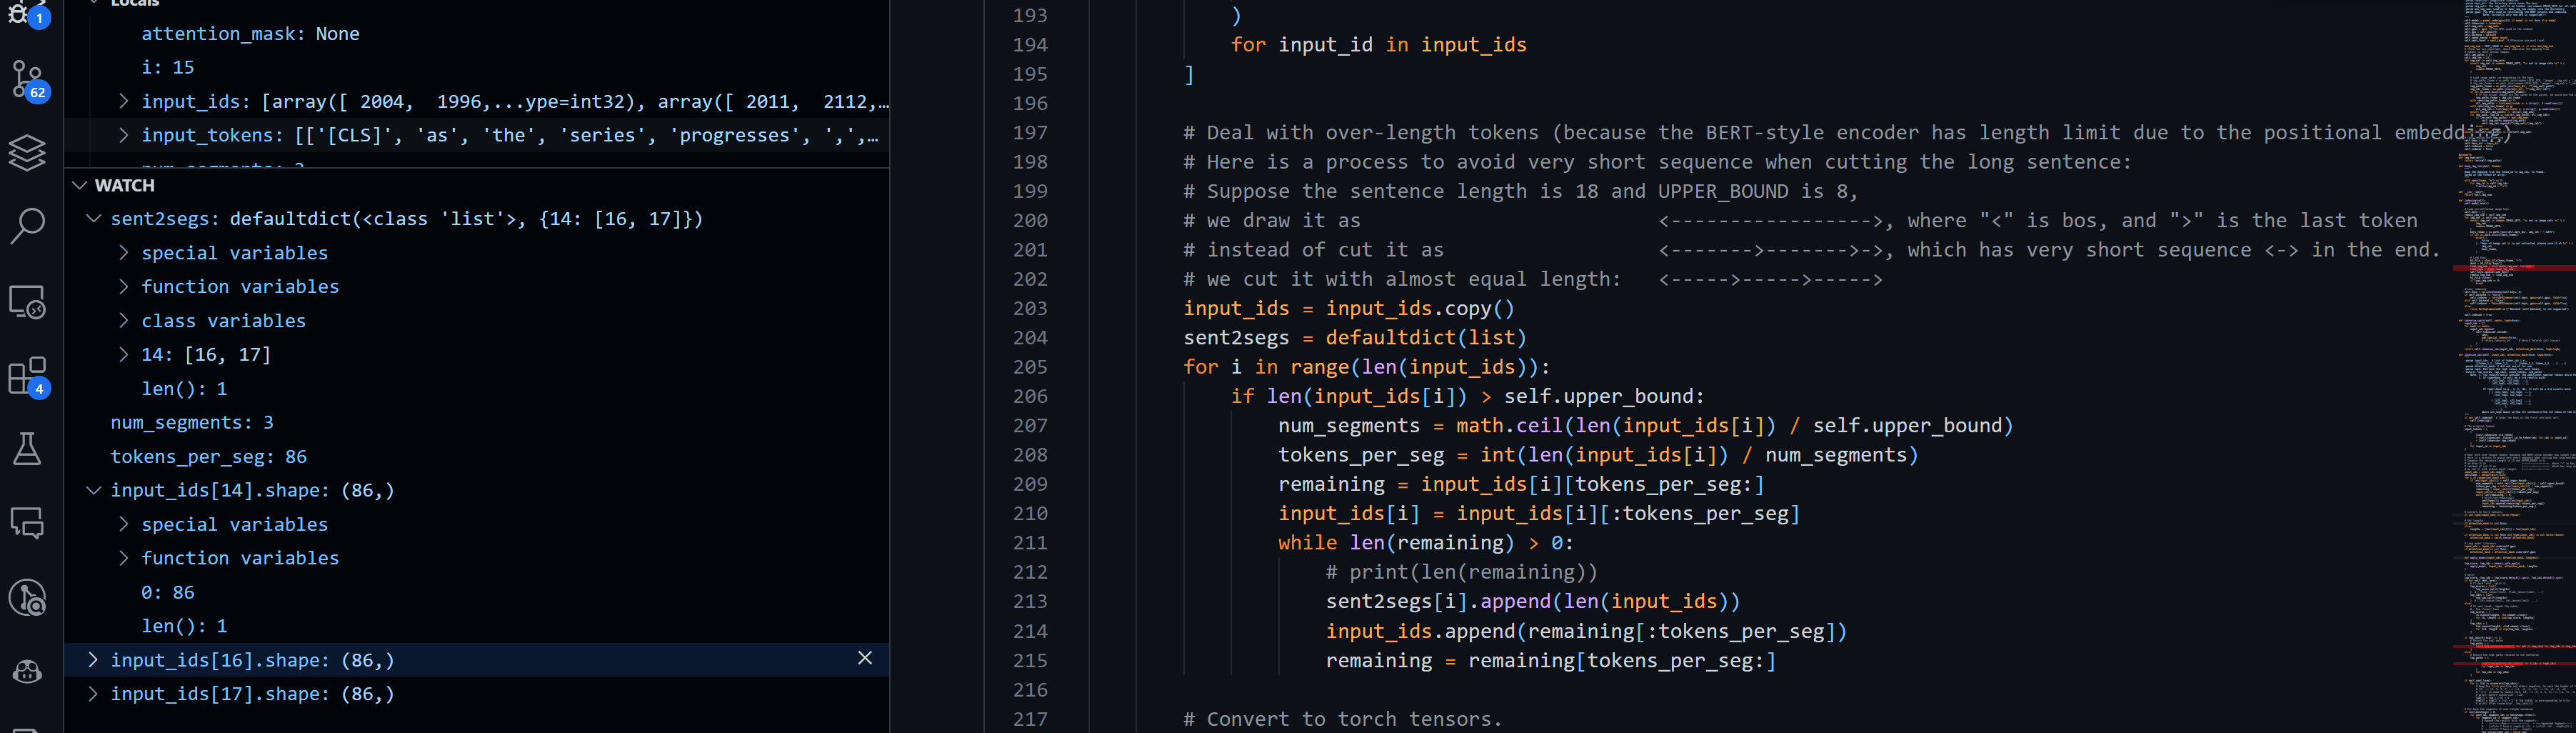 Locals
1
attention_mask: None
i: 15
62
input_ids: [array([ 2004,  1996,...ype=int32), array([ 2011,  2112,…
input_tokens: [['[CLS]', 'as', 'the', 'series', 'progresses', ',',…
num_segments: 3
WATCH
sent2segs: defaultdict(<class 'list'>, {14: [16, 17]})
special variables
function variables
class variables
14: [16, 17]
len(): 1
4
num_segments: 3
tokens_per_seg: 86
input_ids[14].shape: (86,)
special variables
function variables
0: 86
len(): 1
input_ids[16].shape: (86,)
input_ids[17].shape: (86,)
193 )
194 for input_id in input_ids
195 ]
196
197 # Deal with over-length tokens (because the BERT-style encoder has length limit due to the positional embedding)
198 # Here is a process to avoid very short sequence when cutting the long sentence:
199 # Suppose the sentence length is 18 and UPPER_BOUND is 8,
200 # we draw it as                         <---------------->, where "<" is bos, and ">" is the last token
201 # instead of cut it as                  <------->------>->, which has very short sequence <-> in the end.
202 # we cut it with almost equal length:   <----->----->----->
203 input_ids = input_ids.copy()
204 sent2segs = defaultdict(list)
205 for i in range(len(input_ids)):
206 if len(input_ids[i]) > self.upper_bound:
207 num_segments = math.ceil(len(input_ids[i]) / self.upper_bound)
208 tokens_per_seg = int(len(input_ids[i]) / num_segments)
209 remaining = input_ids[i][tokens_per_seg:]
210 input_ids[i] = input_ids[i][:tokens_per_seg]
211 while len(remaining) > 0:
212 # print(len(remaining))
213 sent2segs[i].append(len(input_ids))
214 input_ids.append(remaining[:tokens_per_seg])
215 remaining = remaining[tokens_per_seg:]
216
217 # Convert to torch tensors.